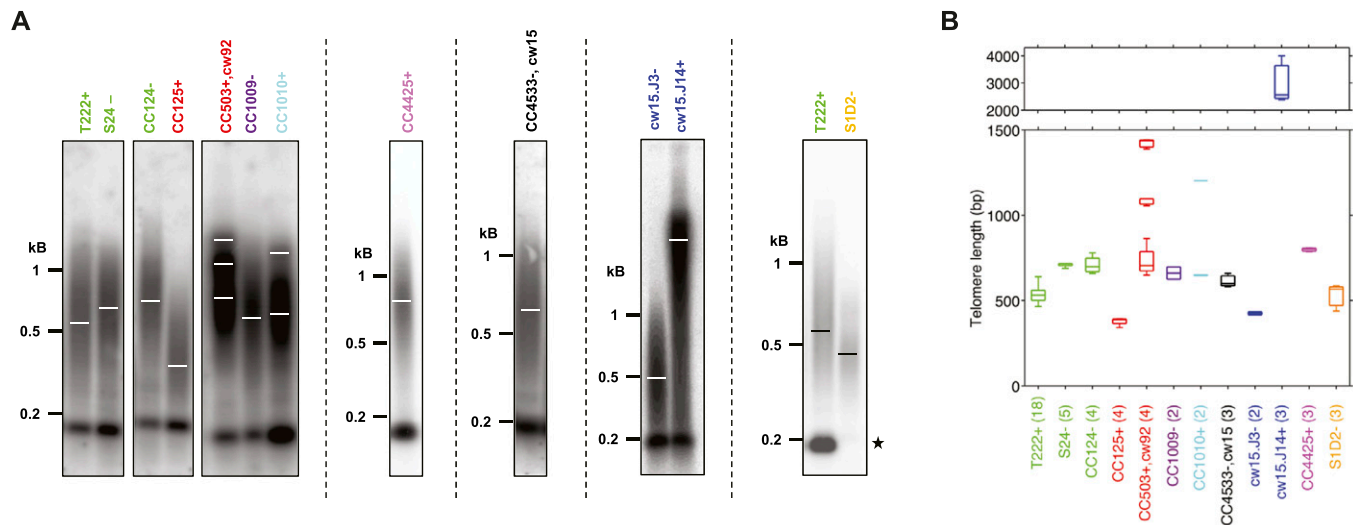 A
T222+
S24 –
CC124-
CC125+
CC503+,cw92
CC1009-
CC1010+
kB
1
0.5
0.2
CC4425+
kB
1
0.5
0.2
CC4533-, cw15
kB
1
0.5
0.2
cw15.J3-
cw15.J14+
kB
1
0.5
0.2
T222+
S1D2-
kB
1
0.5
0.2
★
B
4000
3000
2000
1500
1000
500
0
Telomere length (bp)
T222+ (18)
S24- (5)
CC124- (4)
CC125+ (4)
CC503+,cw92 (4)
CC1009- (2)
CC1010+ (2)
CC4533-,cw15 (3)
cw15.J3- (2)
cw15.J14+ (3)
CC4425+ (3)
S1D2- (3)